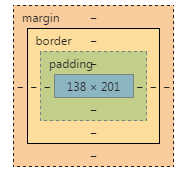 margin –
border –
padding–
– – – 138 × 201 – – –
–
–
–